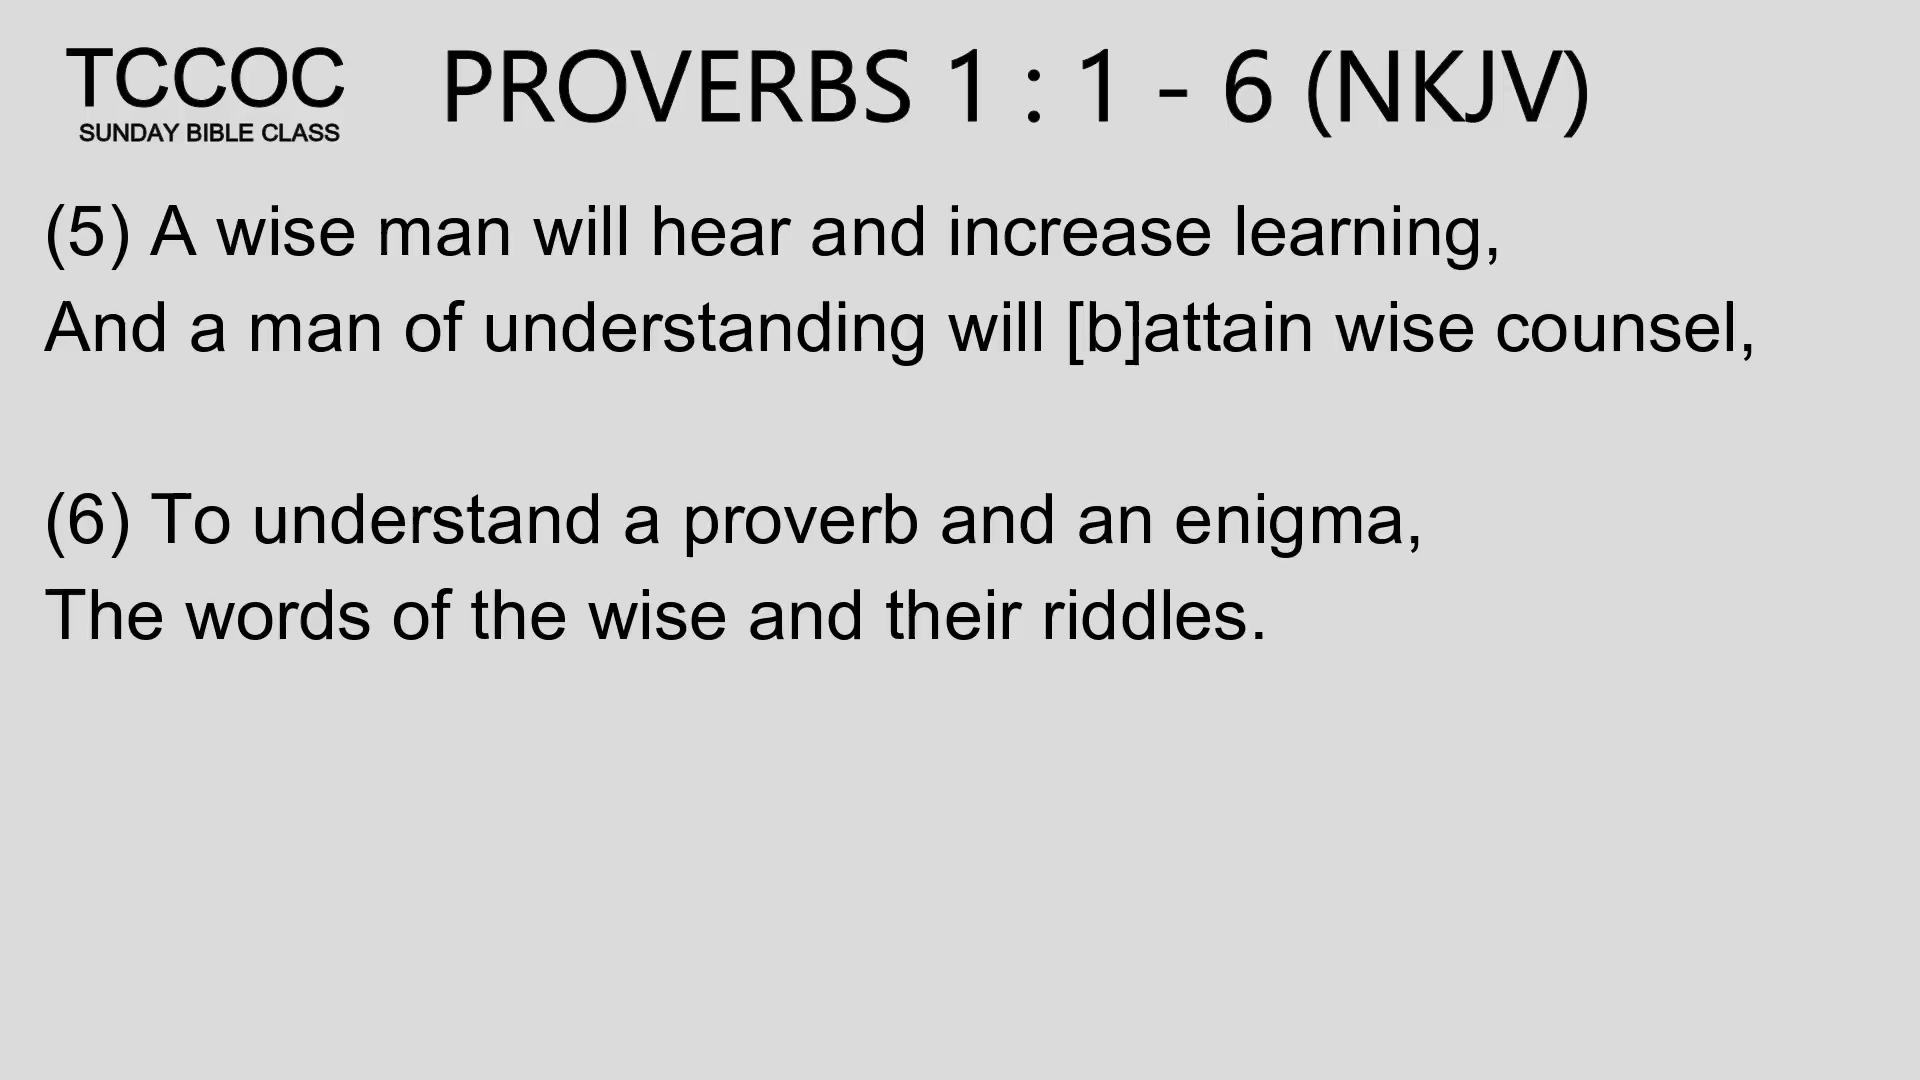 TCCOC
SUNDAY BIBLE CLASS
PROVERBS 1 : 1 - 6 (NKJV)
(5) A wise man will hear and increase learning,
And a man of understanding will [b]attain wise counsel,
(6) To understand a proverb and an enigma,
The words of the wise and their riddles.